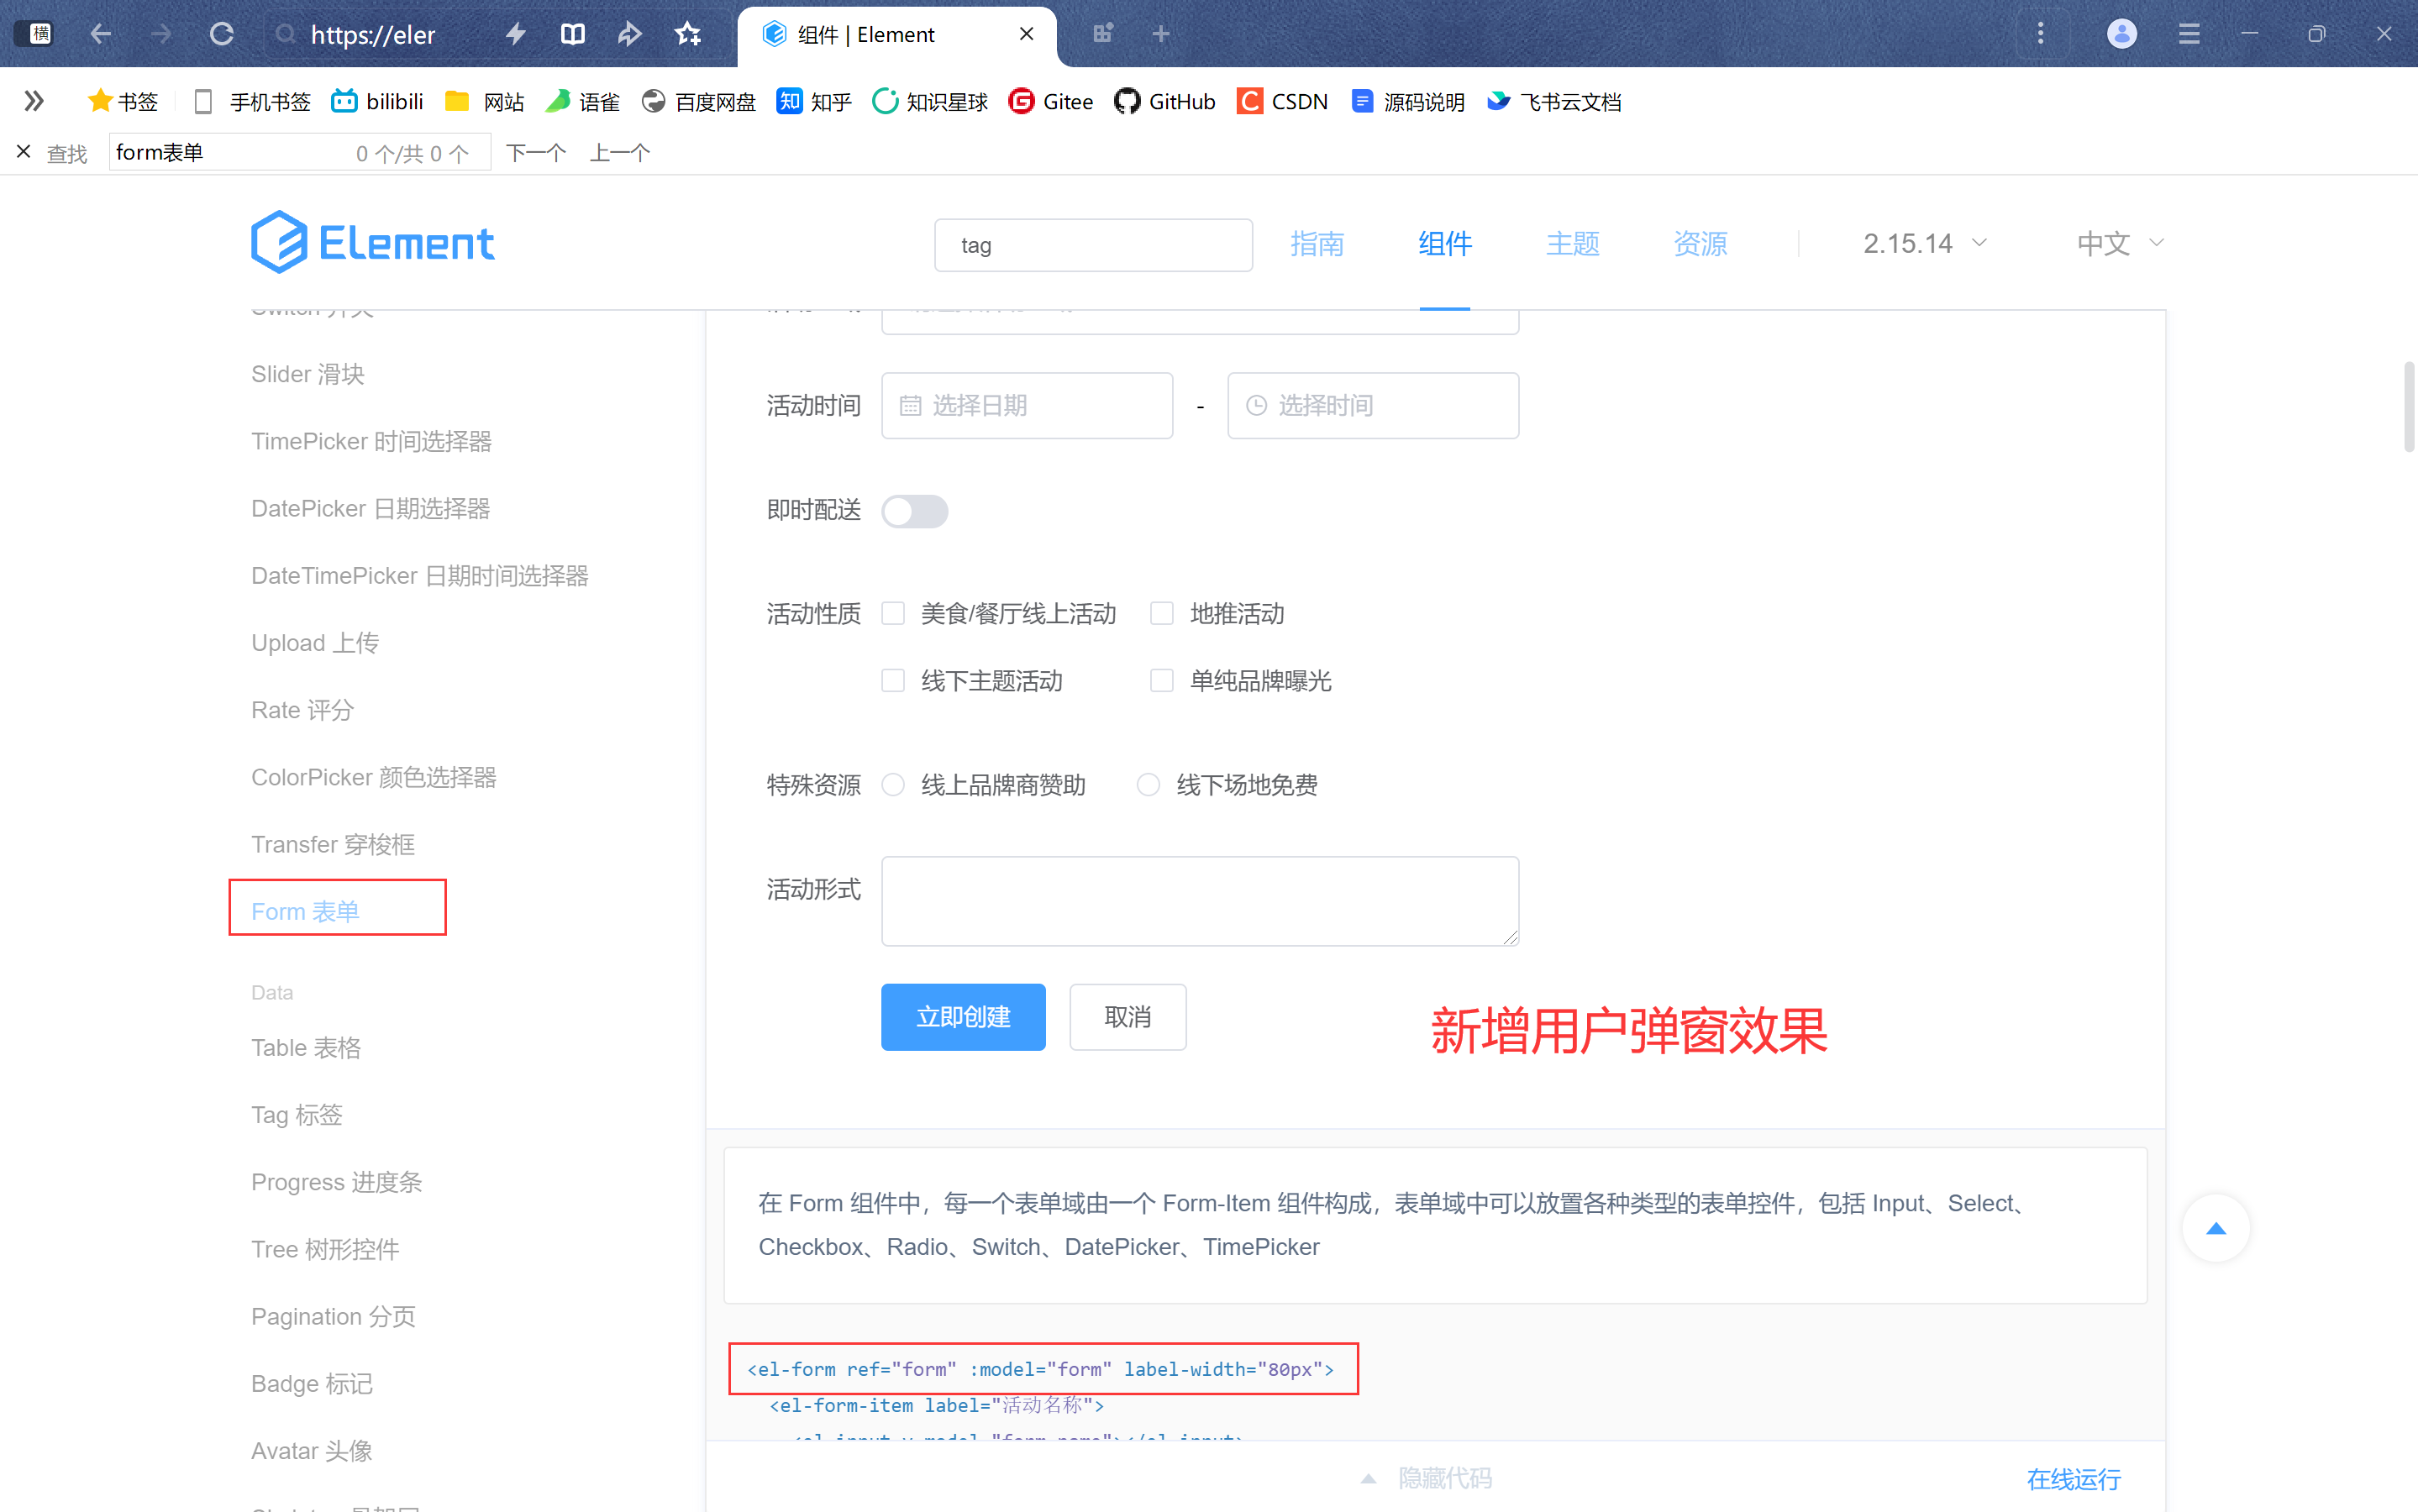 横
https://eler
组件 | Element
书签
手机书签
bilibili
网站
语雀
百度网盘
知 知乎
知识星球
Gitee
GitHub
CSDN
源码说明
飞书云文档
查找
form表单
0 个/共 0 个
下一个
上一个
Element
tag
指南
组件
主题
资源
2.15.14
中文
Slider 滑块
TimePicker 时间选择器
DatePicker 日期选择器
DateTimePicker 日期时间选择器
Upload 上传
Rate 评分
ColorPicker 颜色选择器
Transfer 穿梭框
Form 表单
Data
Table 表格
Tag 标签
Progress 进度条
Tree 树形控件
Pagination 分页
Badge 标记
Avatar 头像
活动时间
选择日期
-
选择时间
即时配送
活动性质
美食/餐厅线上活动
地推活动
线下主题活动
单纯品牌曝光
特殊资源
线上品牌商赞助
线下场地免费
活动形式
立即创建
取消
新增用户弹窗效果
在 Form 组件中，每一个表单域由一个 Form-Item 组件构成，表单域中可以放置各种类型的表单控件，包括 Input、Select、
Checkbox、Radio、Switch、DatePicker、TimePicker
<el-form ref="form" :model="form" label-width="80px">
<el-form-item label="活动名称">
隐藏代码
在线运行